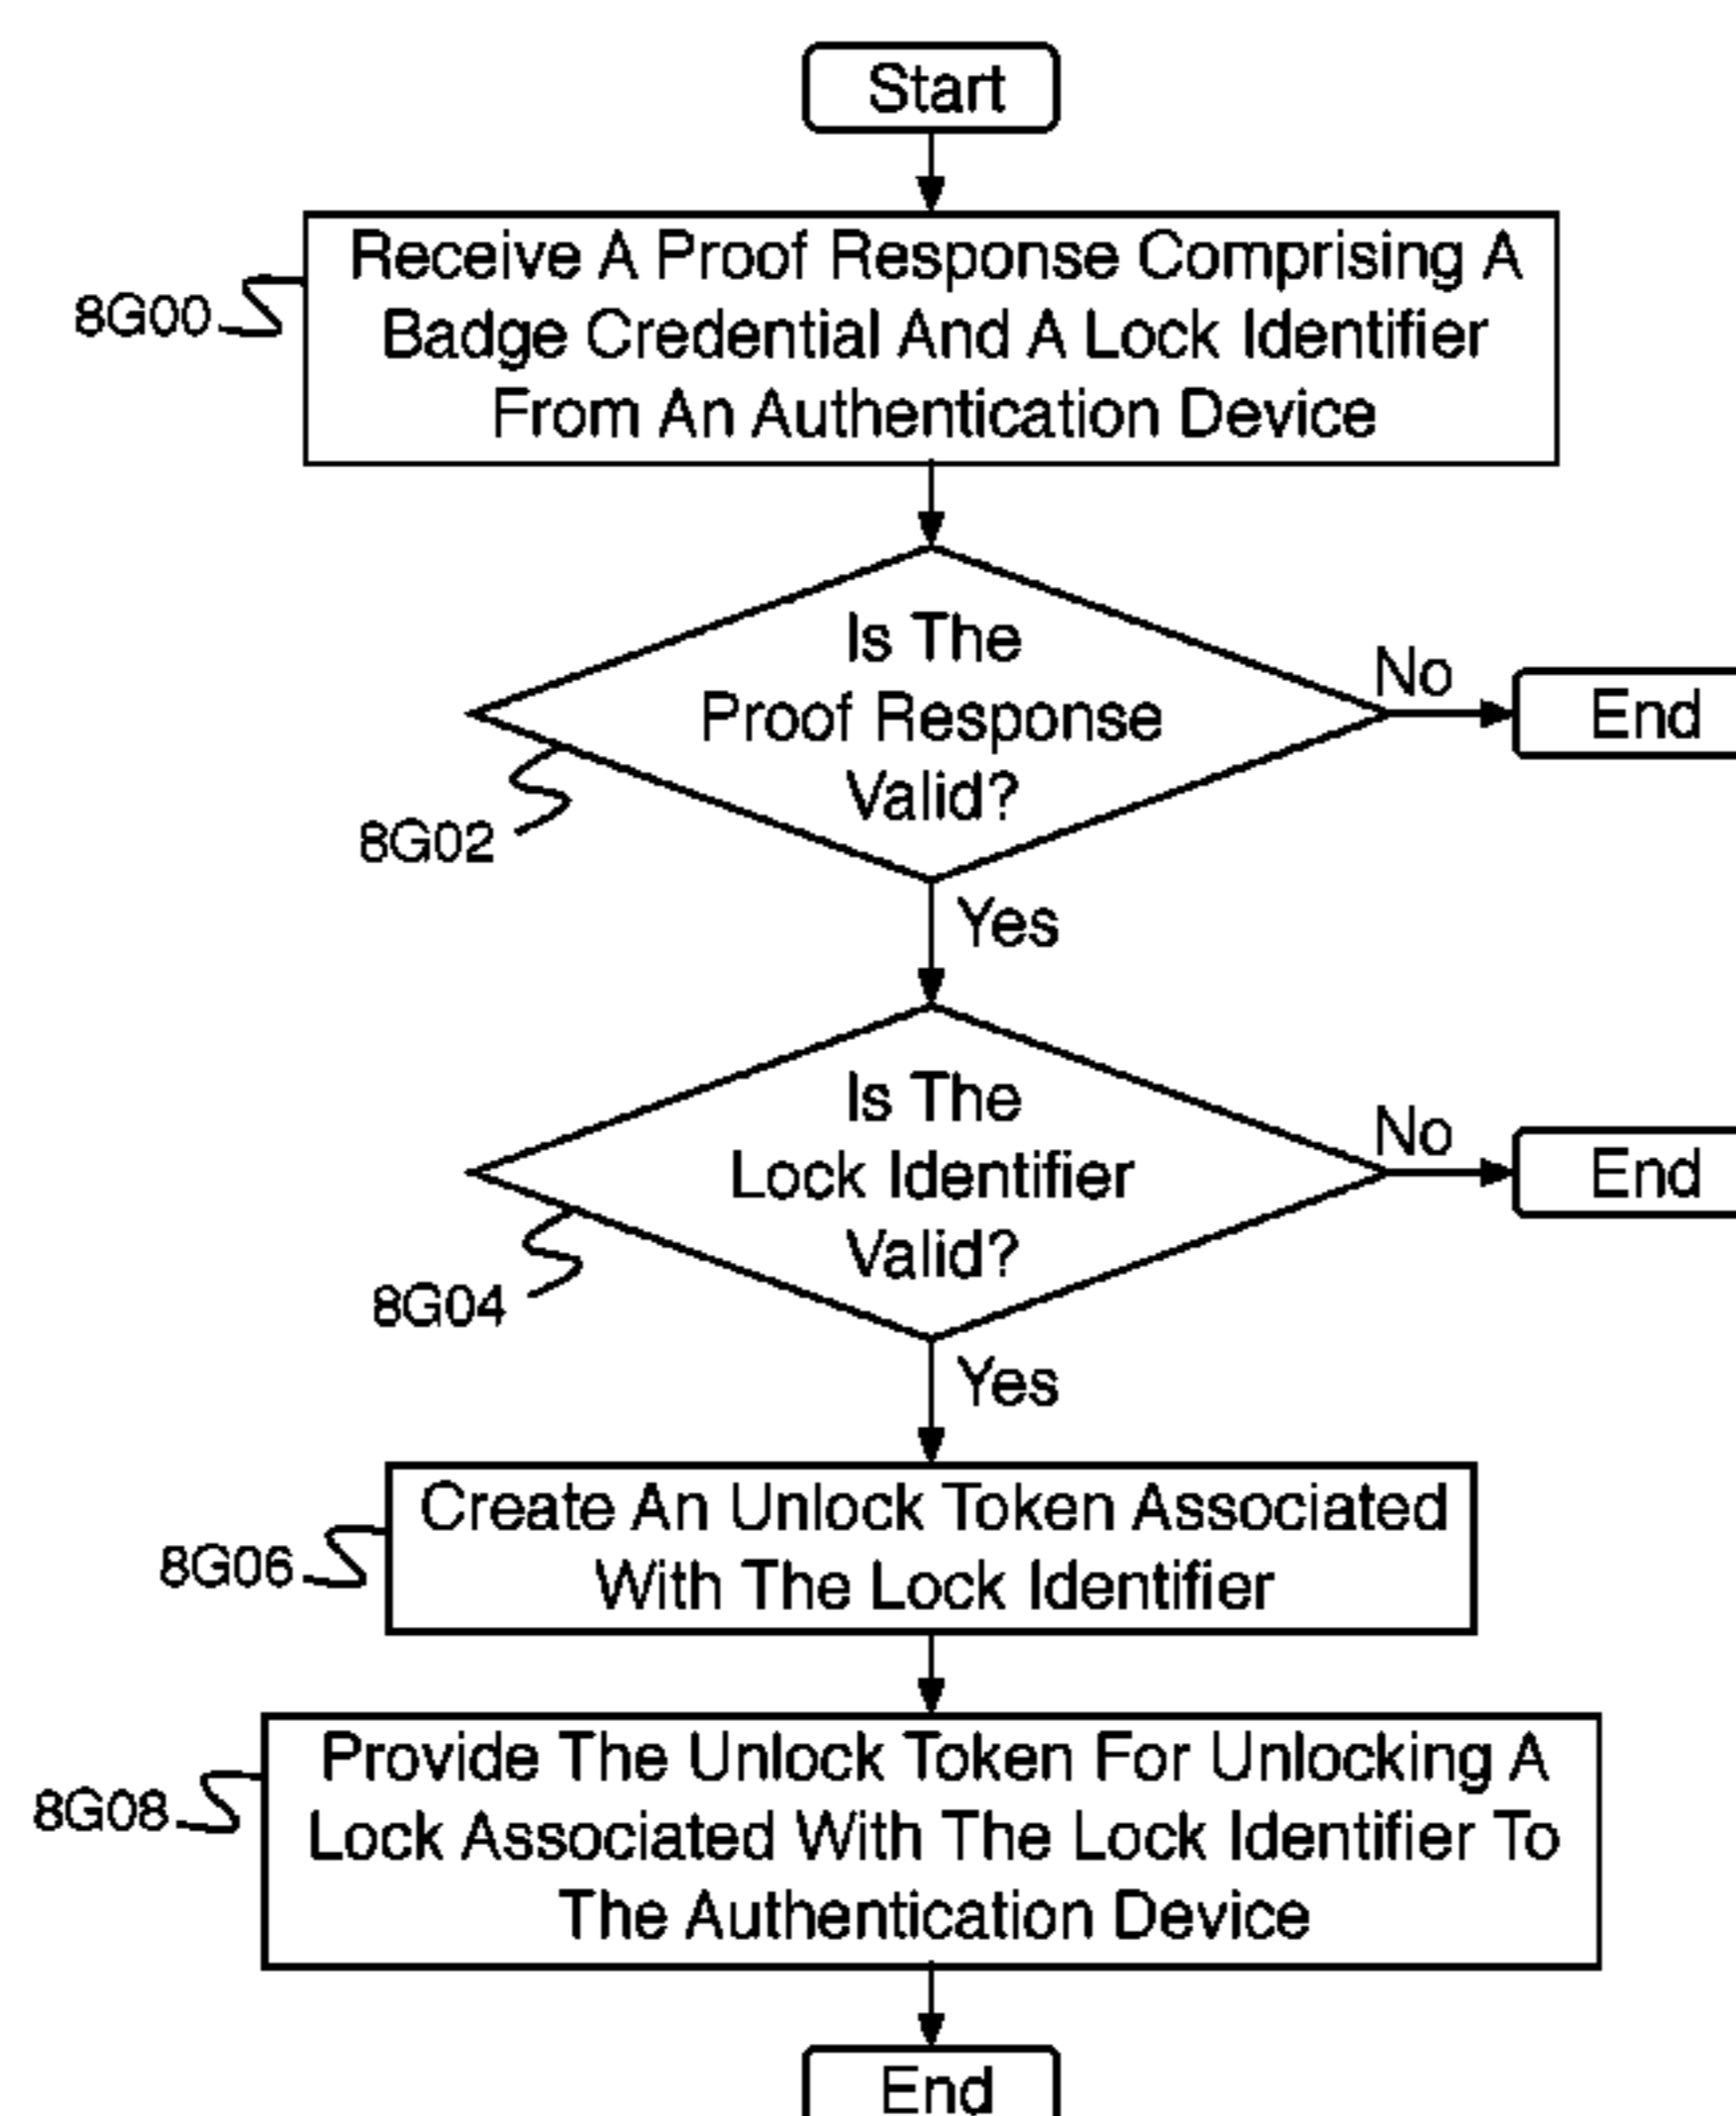 Start
Receive A Proof Response Comprising A
Badge Credential And A Lock Identifier
From An Authentication Device
8G00
Is The
Proof Response
Valid?
No
End
8G02
Yes
Is The
Lock Identifier
Valid?
No
End
8G04
Yes
Create An Unlock Token Associated
With The Lock Identifier
8G06
Provide The Unlock Token For Unlocking A
Lock Associated With The Lock Identifier To
The Authentication Device
8G08
End